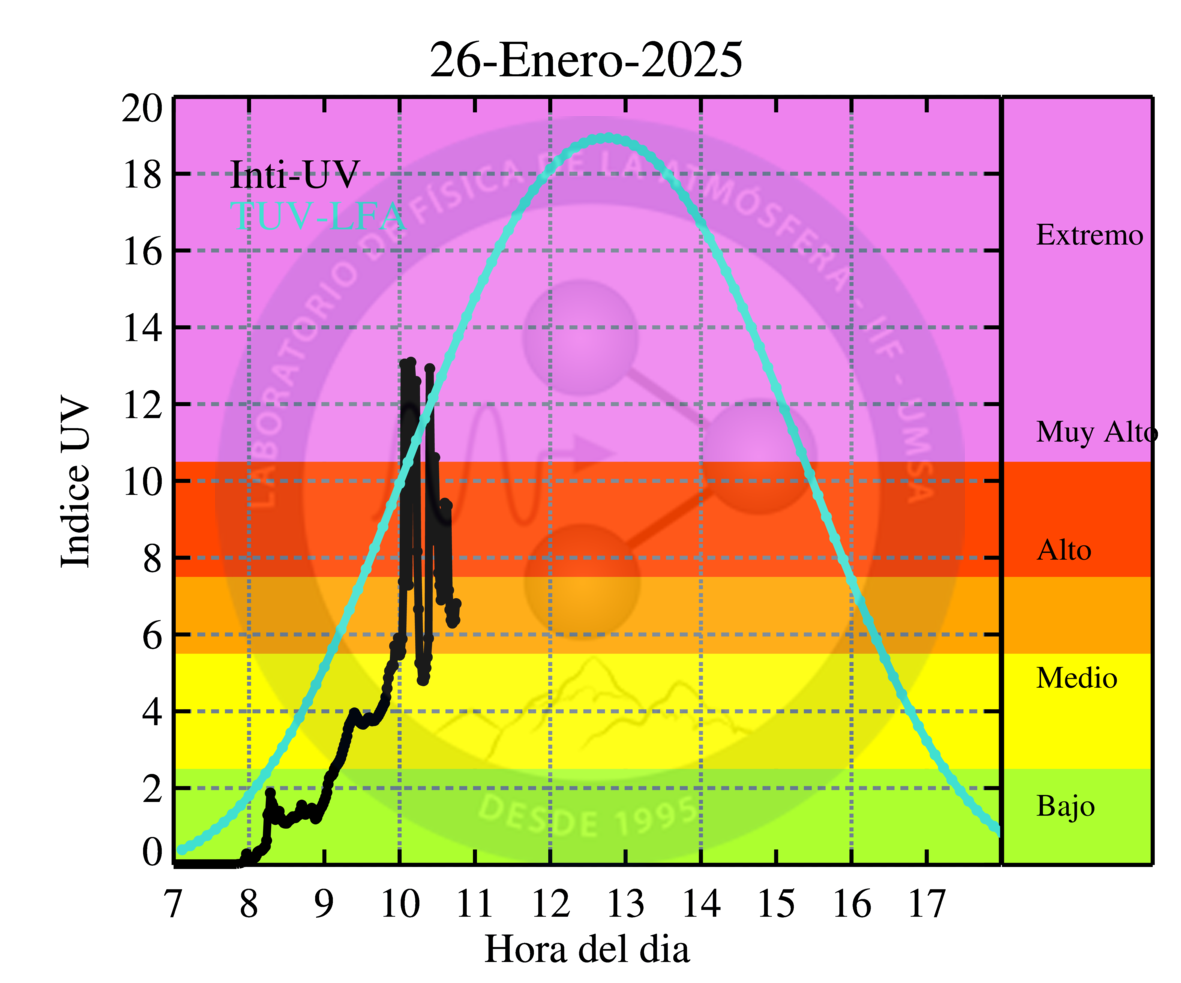 26-Enero-2025
20
18
16
14
12
10
8
6
4
2
0
Indice UV
Inti-UV
TUV-LFA
LABORATORIO DE FÍSICA DE LA ATMÓSFERA - IIF - UMSA
DESDE 1995
Extremo
Muy Alto
Alto
Medio
Bajo
7 8 9 10 11 12 13 14 15 16 17
Hora del dia